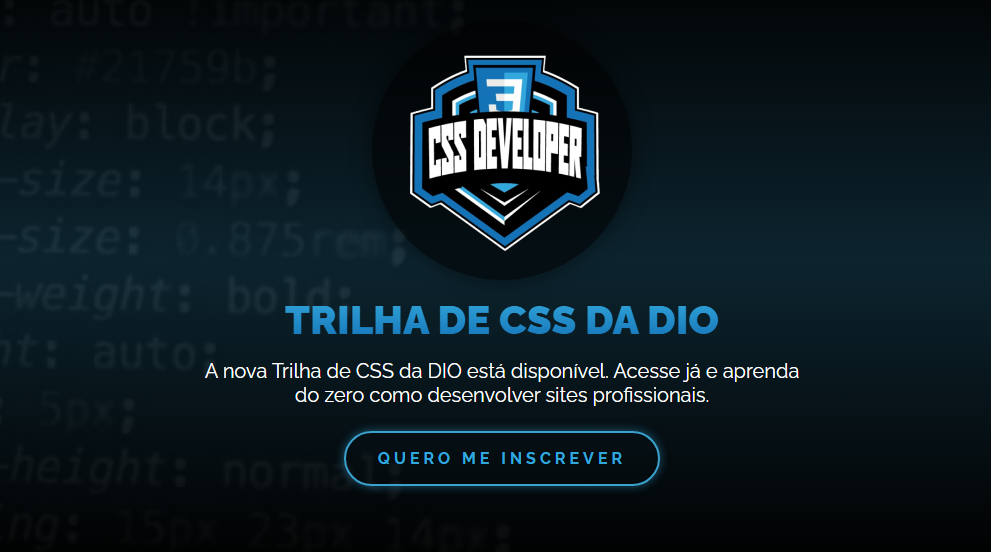 : auto !important;
r: #21759b;
lay: block;
-size: 14px;
-size: 0.875rem;
-weight: bold;
ht: auto;
: 5px;
-height: normal;
ing: 15px 23px 14px;
3
CSS DEVELOPER
TRILHA DE CSS DA DIO
A nova Trilha de CSS da DIO está disponível. Acesse já e aprenda
do zero como desenvolver sites profissionais.
QUERO ME INSCREVER